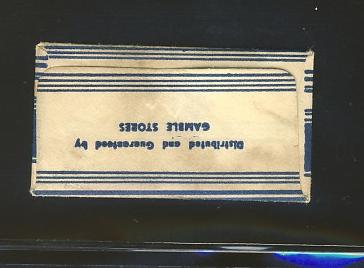 Distributed and Guaranteed by
GAMBLE STORES